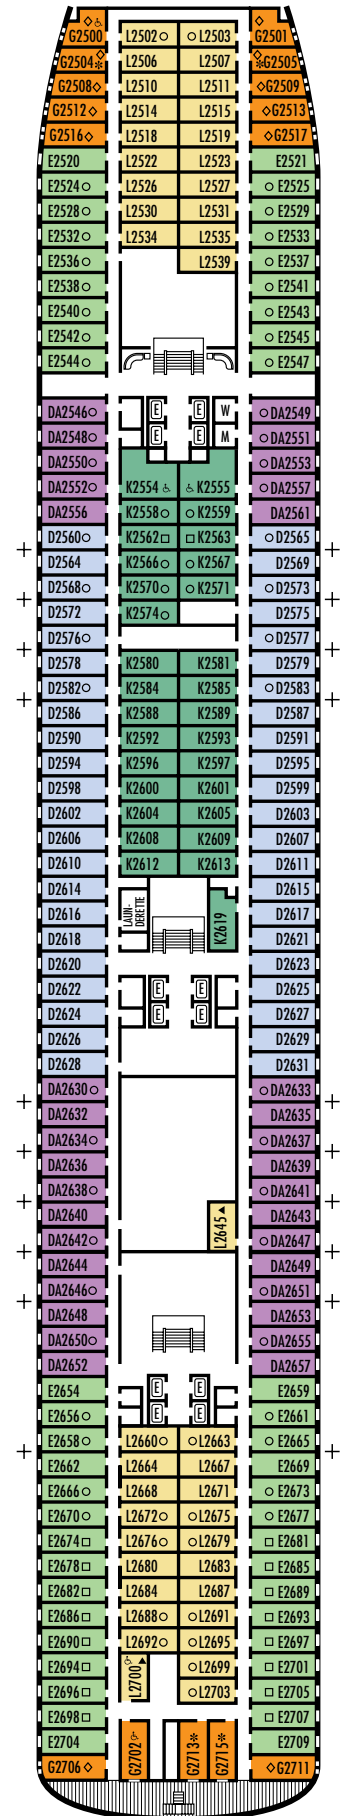 G2500 L2502 L2503 G2501
G2504✻ L2506 L2507 ✻G2505
G2508 L2510 L2511 G2509
G2512 L2514 L2515 G2513
G2516 L2518 L2519 G2517
E2520 L2522 L2523 E2521
E2524 L2526 L2527 E2525
E2528 L2530 L2531 E2529
E2532 L2534 L2535 E2533
E2536 L2539 E2537
E2538 E2541
E2540 E2543
E2542 E2545
E2544 E2547
DA2546 E E W DA2549
DA2548 E E M DA2551
DA2550 DA2553
DA2552 K2554 K2555 DA2557
DA2556 K2558 K2559 DA2561
D2560 K2562 K2563 D2565
D2564 K2566 K2567 D2569
D2568 K2570 K2571 D2573
D2572 K2574 D2575
D2576 D2577
D2578 K2580 K2581 D2579
D2582 K2584 K2585 D2583
D2586 K2588 K2589 D2587
D2590 K2592 K2593 D2591
D2594 K2596 K2597 D2595
D2598 K2600 K2601 D2599
D2602 K2604 K2605 D2603
D2606 K2608 K2609 D2607
D2610 K2612 K2613 D2611
D2614 D2615
D2616 LAUN-
DERETTE K2619 D2617
D2618 D2621
D2620 D2623
D2622 E E D2625
D2624 E E D2627
D2626 D2629
D2628 D2631
DA2630 DA2633
DA2632 DA2635
DA2634 DA2637
DA2636 DA2639
DA2638 DA2641
DA2640 L2645 DA2643
DA2642 DA2647
DA2644 DA2649
DA2646 DA2651
DA2648 DA2653
DA2650 DA2655
DA2652 DA2657
E2654 E E E2659
E2656 E E E2661
E2658 L2660 L2663 E2665
E2662 L2664 L2667 E2669
E2666 L2668 L2671 E2673
E2670 L2672 L2675 E2677
E2674 L2676 L2679 E2681
E2678 L2680 L2683 E2685
E2682 L2684 L2687 E2689
E2686 L2688 L2691 E2693
E2690 L2692 L2695 E2697
E2694 L2700 L2699 E2701
E2696 L2703 E2705
E2698 E2707
E2704 G2702 G2713✻ G2715✻ E2709
G2706 G2711